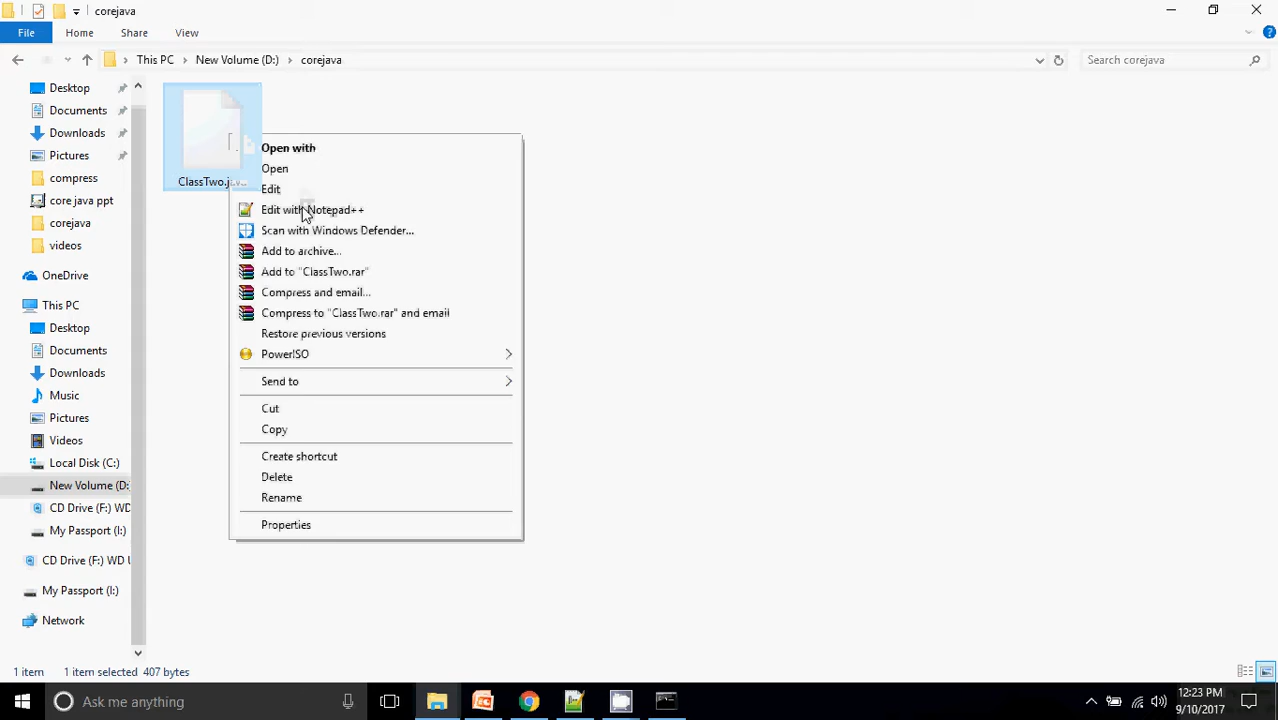 corejava
File Home Share View
This PC New Volume (D:) corejava
Search corejava
Desktop
Documents
Downloads
Pictures
compress
core java ppt
corejava
videos
OneDrive
This PC
Desktop
Documents
Downloads
Music
Pictures
Videos
Local Disk (C:)
New Volume (D:
CD Drive (F:) WD
My Passport (I:)
CD Drive (F:) WD U
My Passport (I:)
Network
Open with
Open
Edit
Edit with Notepad++
Scan with Windows Defender...
Add to archive...
Add to "ClassTwo.rar"
Compress and email...
Compress to "ClassTwo.rar" and email
Restore previous versions
PowerISO
Send to
Cut
Copy
Create shortcut
Delete
Rename
Properties
1 item 1 item selected 407 bytes
Ask me anything
12:23 PM
9/10/2017